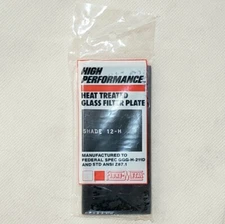 HIGH
PERFORMANCE
HEAT TREATED
GLASS FILTER PLATE
SHADE 12-H
MANUFACTURED TO
FEDERAL SPEC GGG-H-211D
AND STD ANSI Z87.1